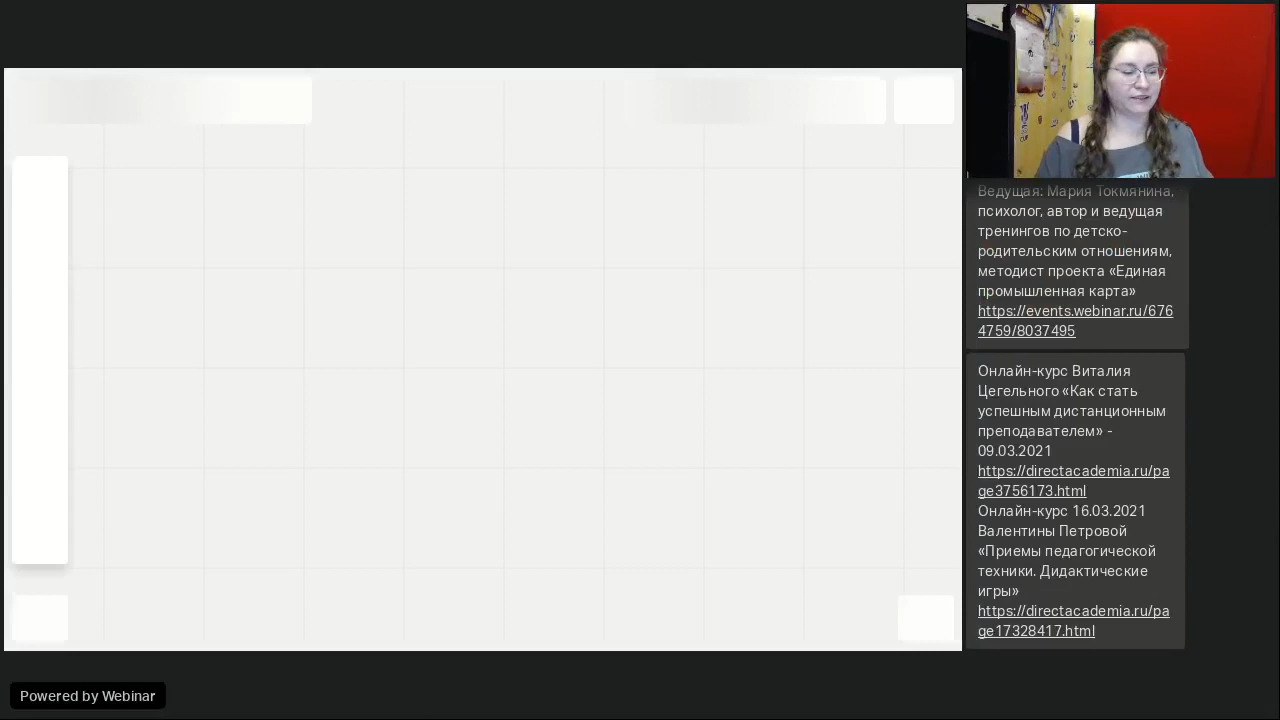 Ведущая: Мария Токмянина,
психолог, автор и ведущая
тренингов по детско-
родительским отношениям,
методист проекта «Единая
промышленная карта»
https://events.webinar.ru/676
4759/8037495
Онлайн-курс Виталия
Цегельного «Как стать
успешным дистанционным
преподавателем» -
09.03.2021
https://directacademia.ru/pa
ge3756173.html
Онлайн-курс 16.03.2021
Валентины Петровой
«Приемы педагогической
техники. Дидактические
игры»
https://directacademia.ru/pa
ge17328417.html
Powered by Webinar